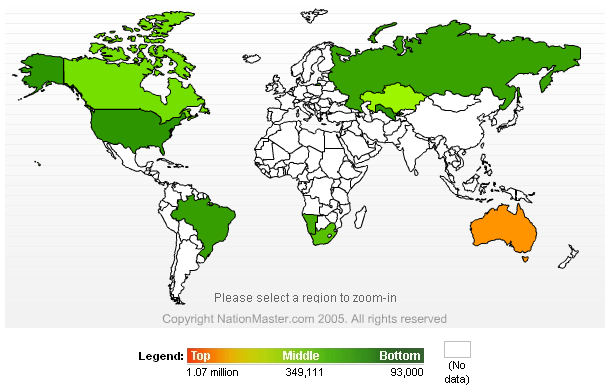 Please select a region to zoom-in
Copyright NationMaster.com 2005. All rights reserved
Legend: Top Middle Bottom
1.07 million 349,111 93,000
(No
data)